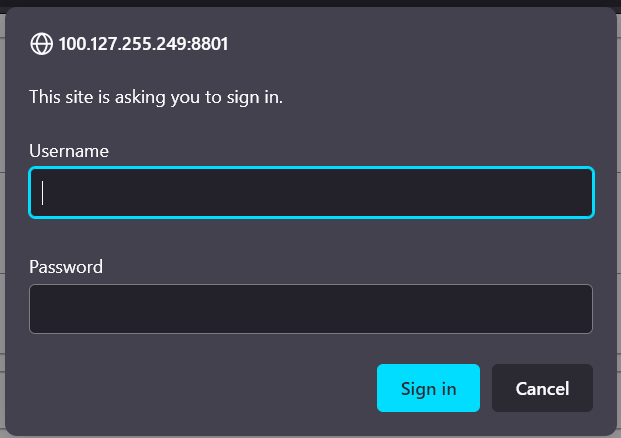 100.127.255.249:8801
This site is asking you to sign in.
Username
Password
Sign in
Cancel